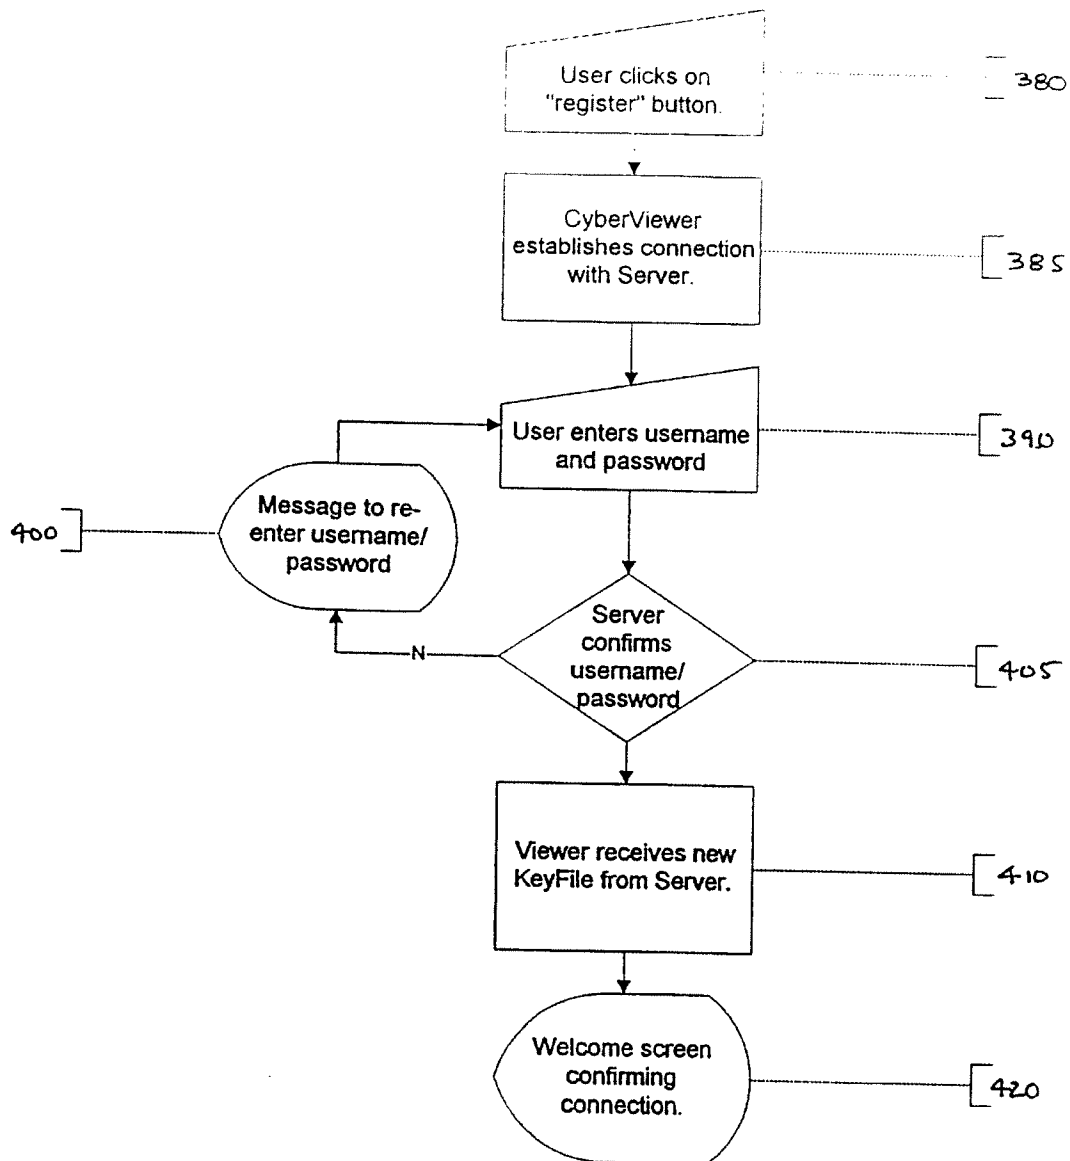 User clicks on
"register" button.
380
CyberViewer
establishes connection
with Server.
385
User enters username
and password
390
Message to re-
enter username/
password
400
N
Server
confirms
username/
password
405
Viewer receives new
KeyFile from Server.
410
Welcome screen
confirming
connection.
420